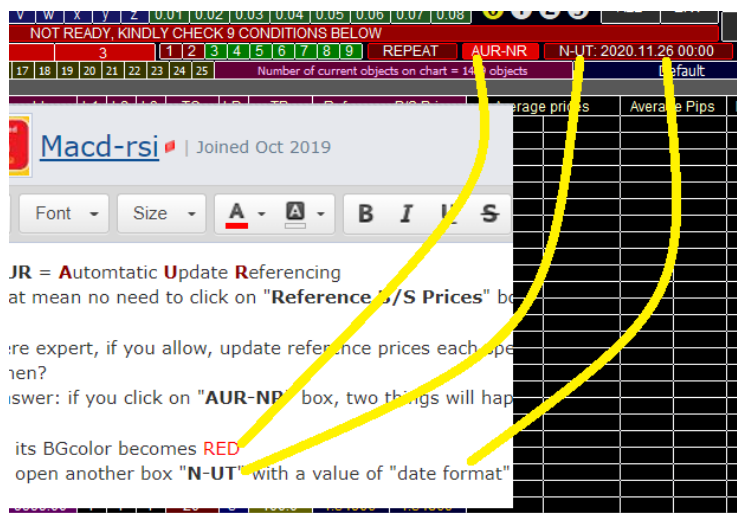 V W X y z 0.01 0.02 0.03 0.04 0.05 0.06 0.07 0.08
NOT READY, KINDLY CHECK 9 CONDITIONS BELOW
3 1 2 3 4 5 6 7 8 9 REPEAT AUR-NR N-UT: 2020.11.26 00:00
17 18 19 20 21 22 23 24 25 Number of current objects on chart = objects Default
prices Average Pips
Macd-rsi | Joined Oct 2019
Font Size A A B I U S
UR = Automtatic Update Referencing
at mean no need to click on "Reference B/S Prices" bo
ere expert, if you allow, update reference prices each spe
hen?
swer: if you click on "AUR-NR" box, two things will hap
its BGcolor becomes RED
open another box "N-UT" with a value of "date format"